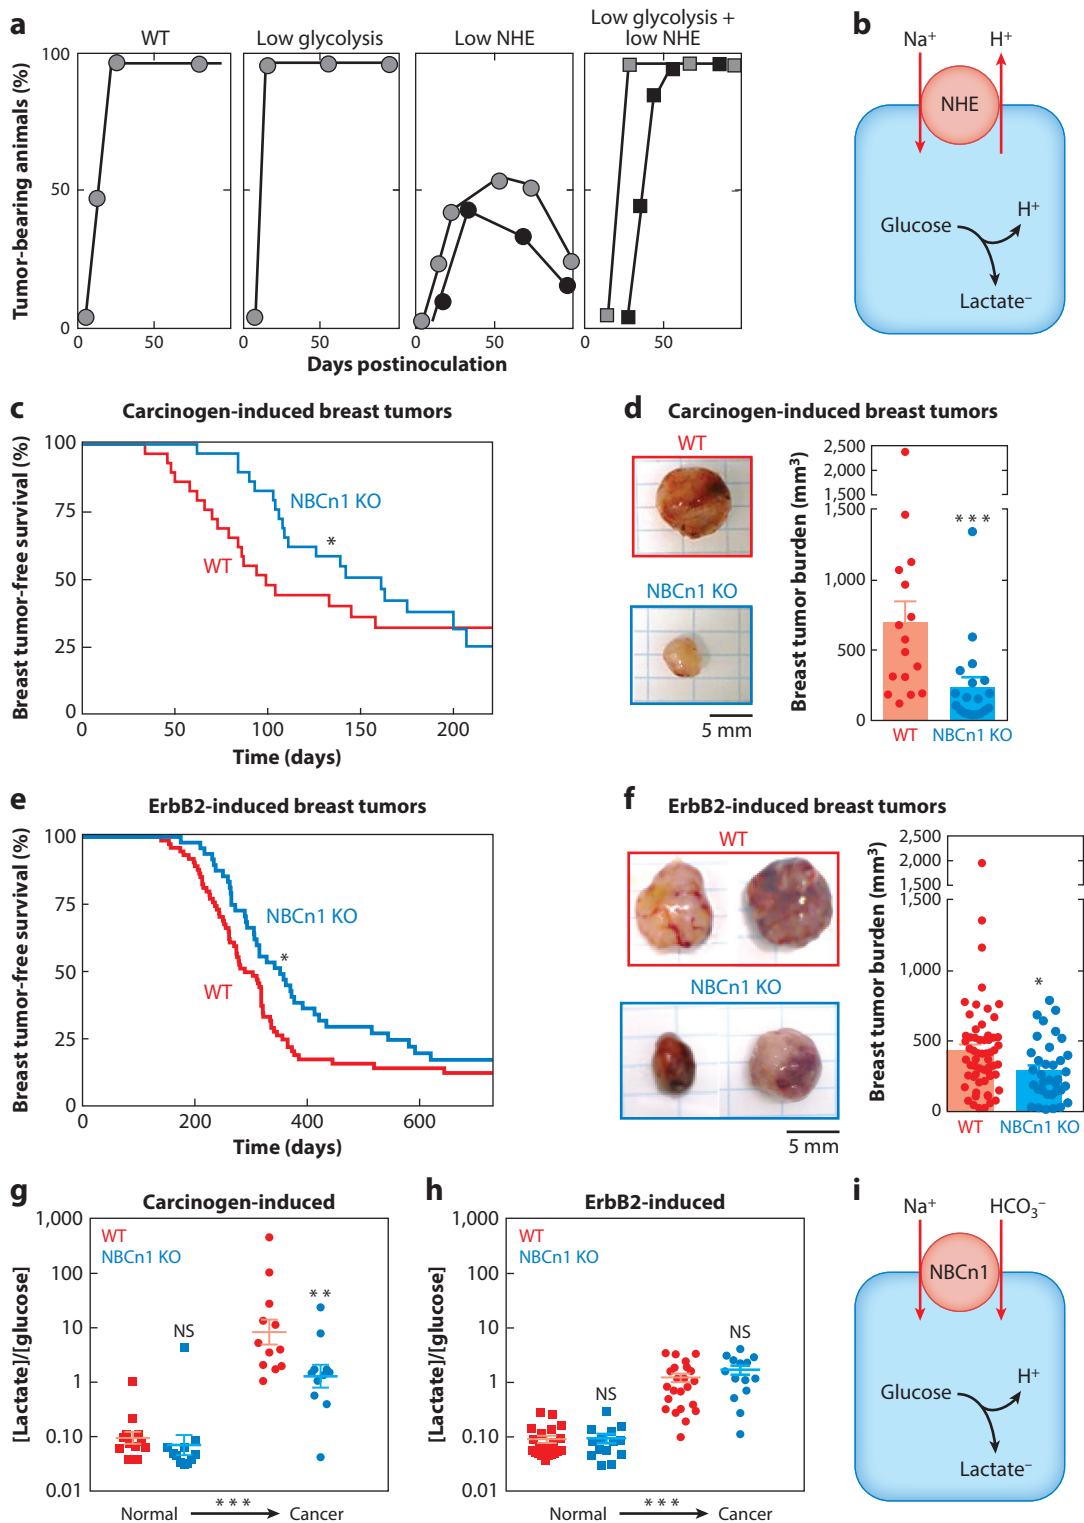 a
WT
Low glycolysis
Low NHE
Low glycolysis +
low NHE
Tumor-bearing animals (%)
100
50
0
0
50
0
50
0
50
0
50
Days postinoculation
b
Na⁺
H⁺
NHE
Glucose
H⁺
Lactate⁻
c
Carcinogen-induced breast tumors
Breast tumor-free survival (%)
100
75
50
25
0
NBCn1 KO
*
WT
0
50
100
150
200
Time (days)
d
Carcinogen-induced breast tumors
WT
NBCn1 KO
5 mm
Breast tumor burden (mm³)
2,500
2,000
1,500
1,500
1,000
500
0
***
WT
NBCn1 KO
e
ErbB2-induced breast tumors
Breast tumor-free survival (%)
100
75
50
25
0
NBCn1 KO
*
WT
0
200
400
600
Time (days)
f
ErbB2-induced breast tumors
WT
NBCn1 KO
5 mm
Breast tumor burden (mm³)
2,500
2,000
1,500
1,500
1,000
500
0
*
WT
NBCn1 KO
g
Carcinogen-induced
[Lactate]/[glucose]
1,000
100
10
1
0.10
0.01
WT
NBCn1 KO
NS
**
Normal
***
Cancer
h
ErbB2-induced
[Lactate]/[glucose]
1,000
100
10
1
0.10
0.01
WT
NBCn1 KO
NS
NS
Normal
***
Cancer
i
Na⁺
HCO₃⁻
NBCn1
Glucose
H⁺
Lactate⁻